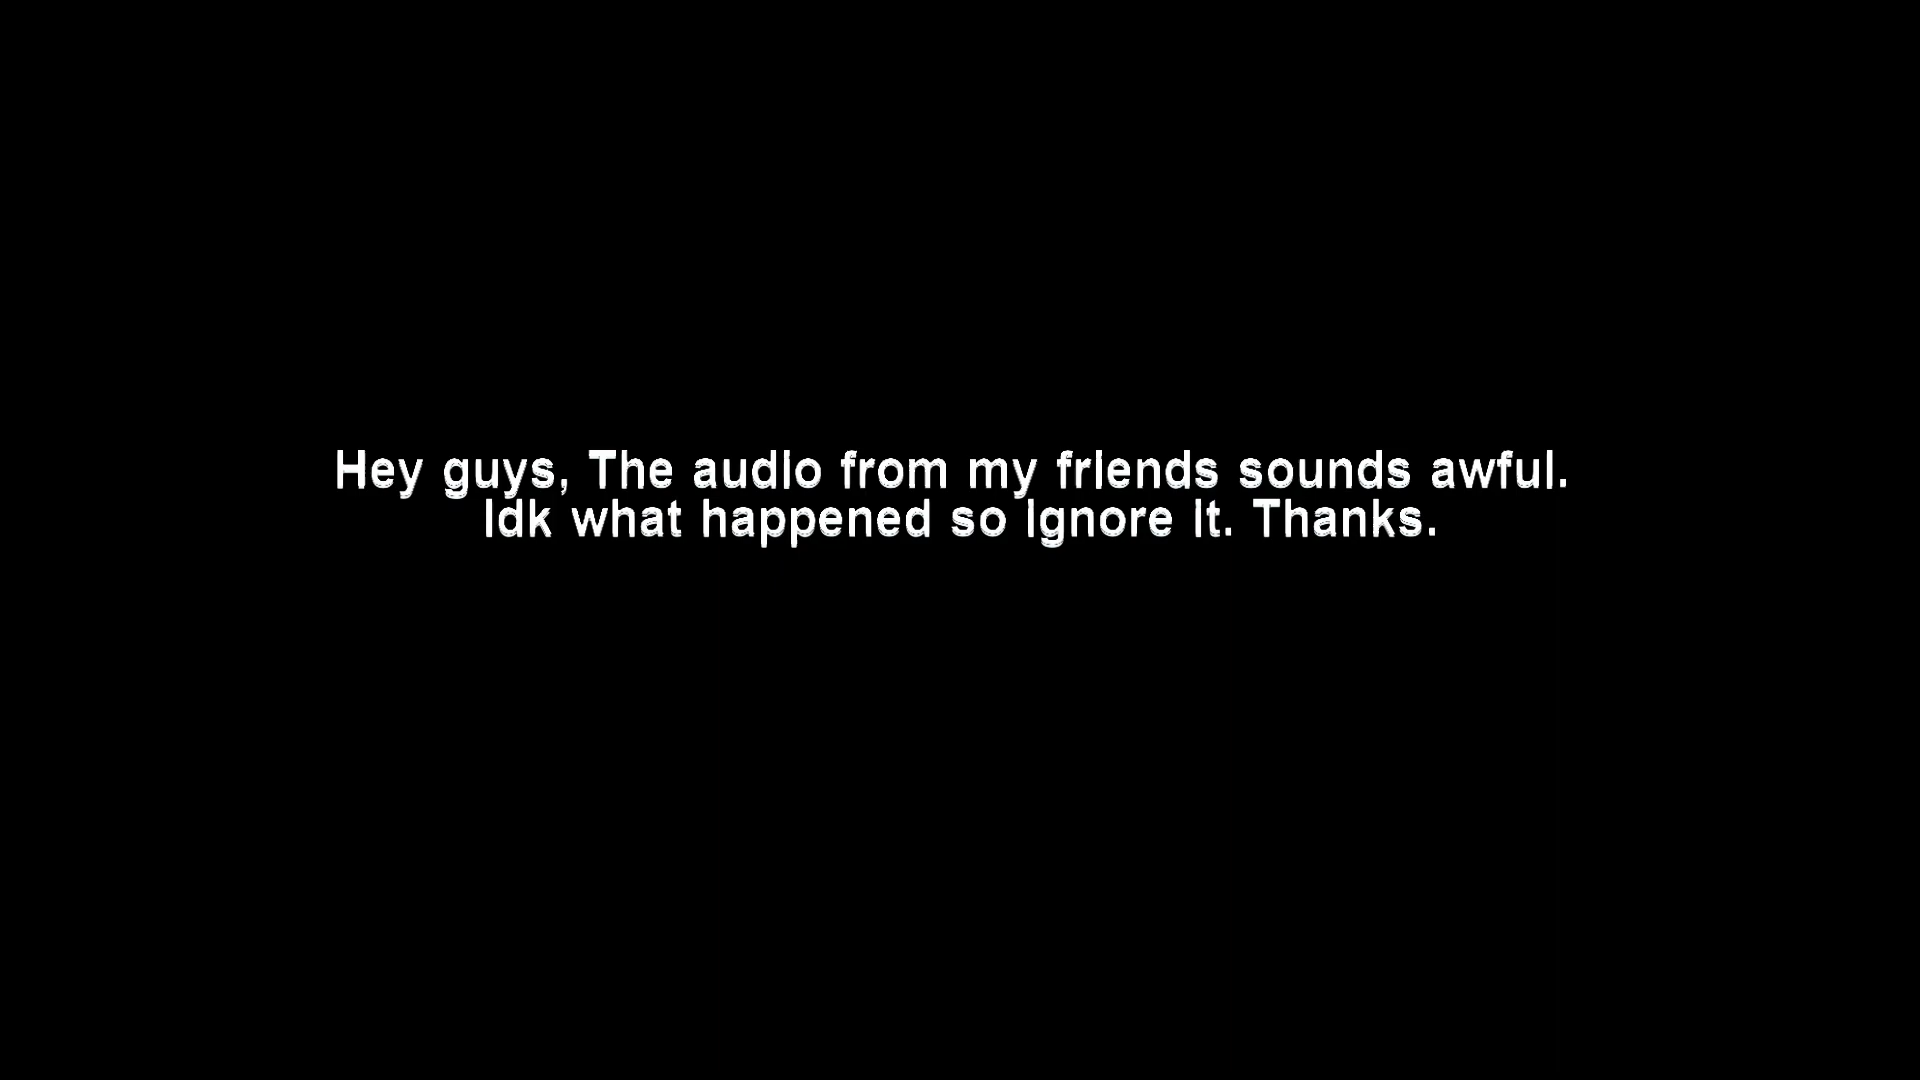 Hey guys, The audio from my friends sounds awful.
Idk what happened so ignore it. Thanks.